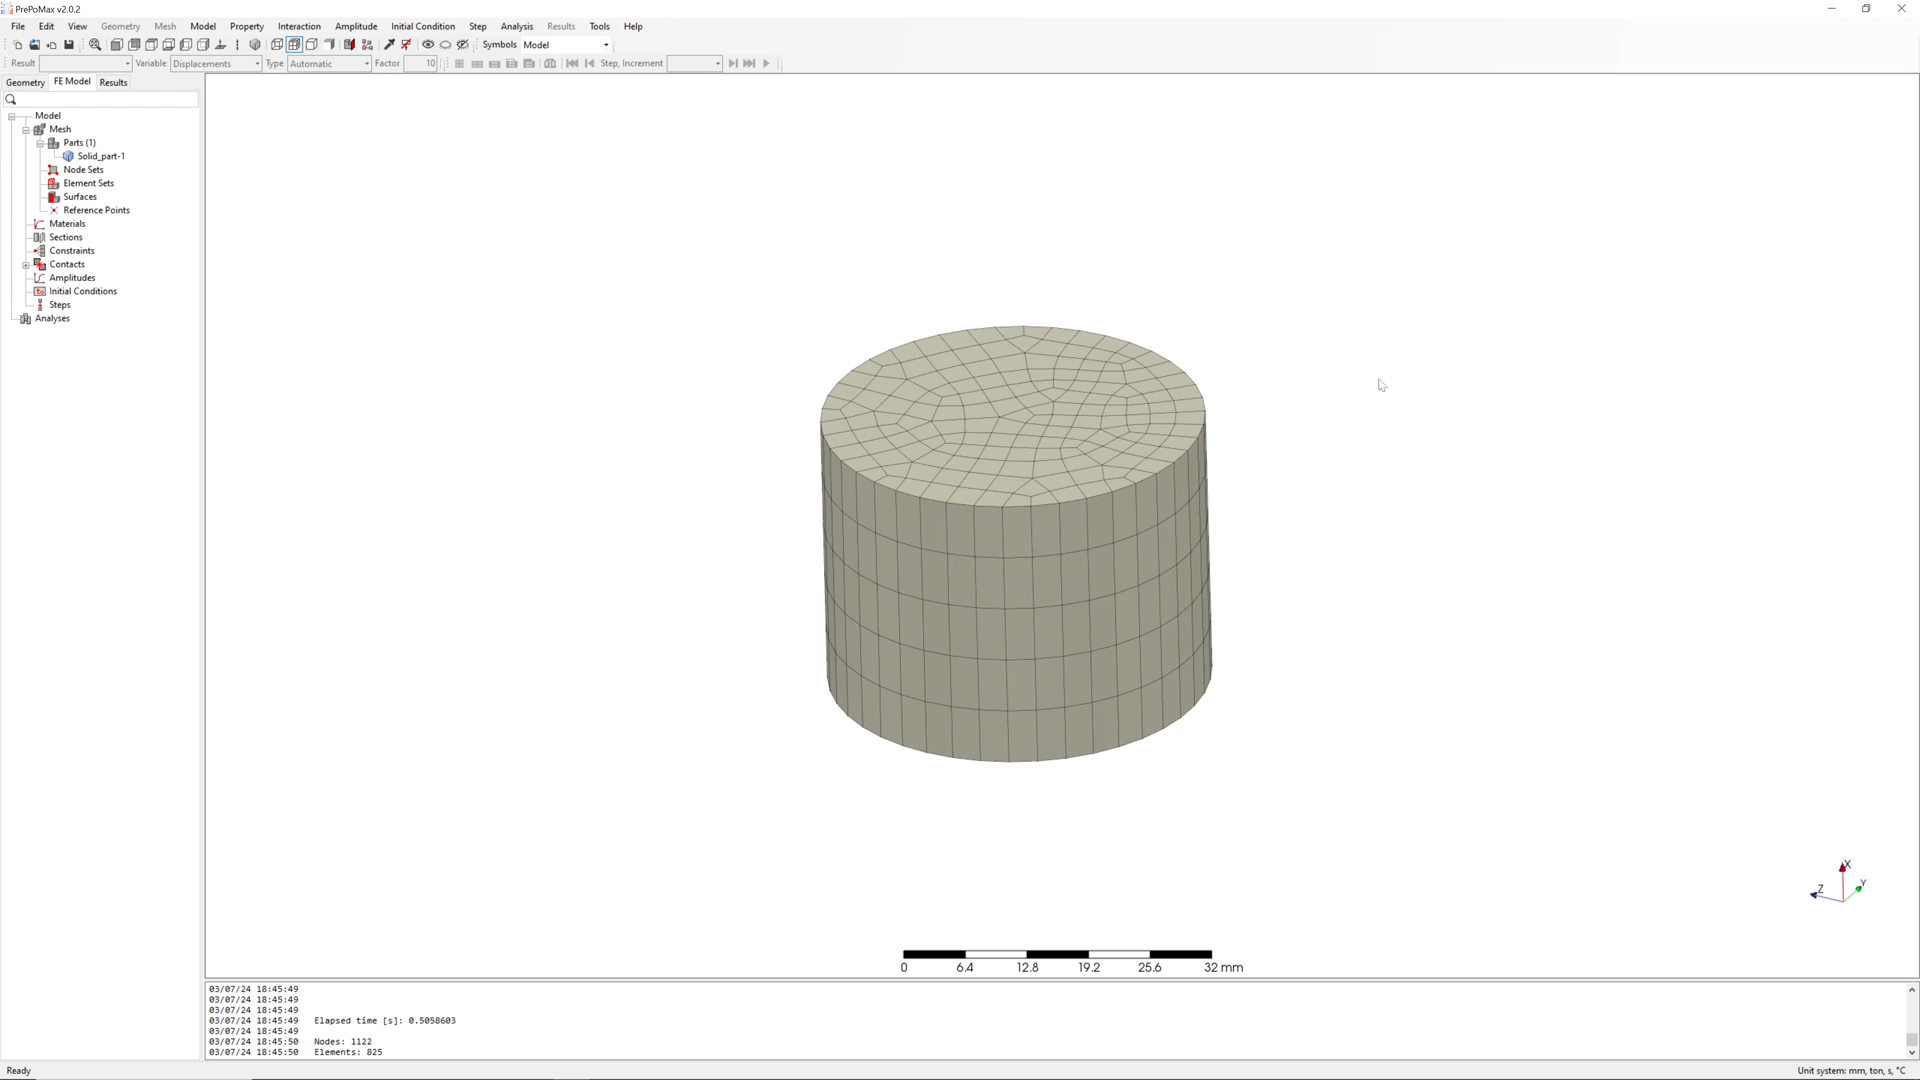 PrePoMax v2.0.2
File Edit View Geometry Mesh Model Property Interaction Amplitude Initial Condition Step Analysis Results Tools Help
Symbols Model
Result Variable Displacements Type Automatic Factor 10 Step, Increment
Geometry FE Model Results
Model
Mesh
Parts (1)
Solid_part-1
Node Sets
Element Sets
Surfaces
Reference Points
Materials
Sections
Constraints
Contacts
Amplitudes
Initial Conditions
Steps
Analyses
X
Y
Z
0 6.4 12.8 19.2 25.6 32 mm
03/07/24 18:45:49
03/07/24 18:45:49
03/07/24 18:45:49
03/07/24 18:45:49 Elapsed time [s]: 0.5058603
03/07/24 18:45:49
03/07/24 18:45:50 Nodes: 1122
03/07/24 18:45:50 Elements: 825
Ready Unit system: mm, ton, s, °C